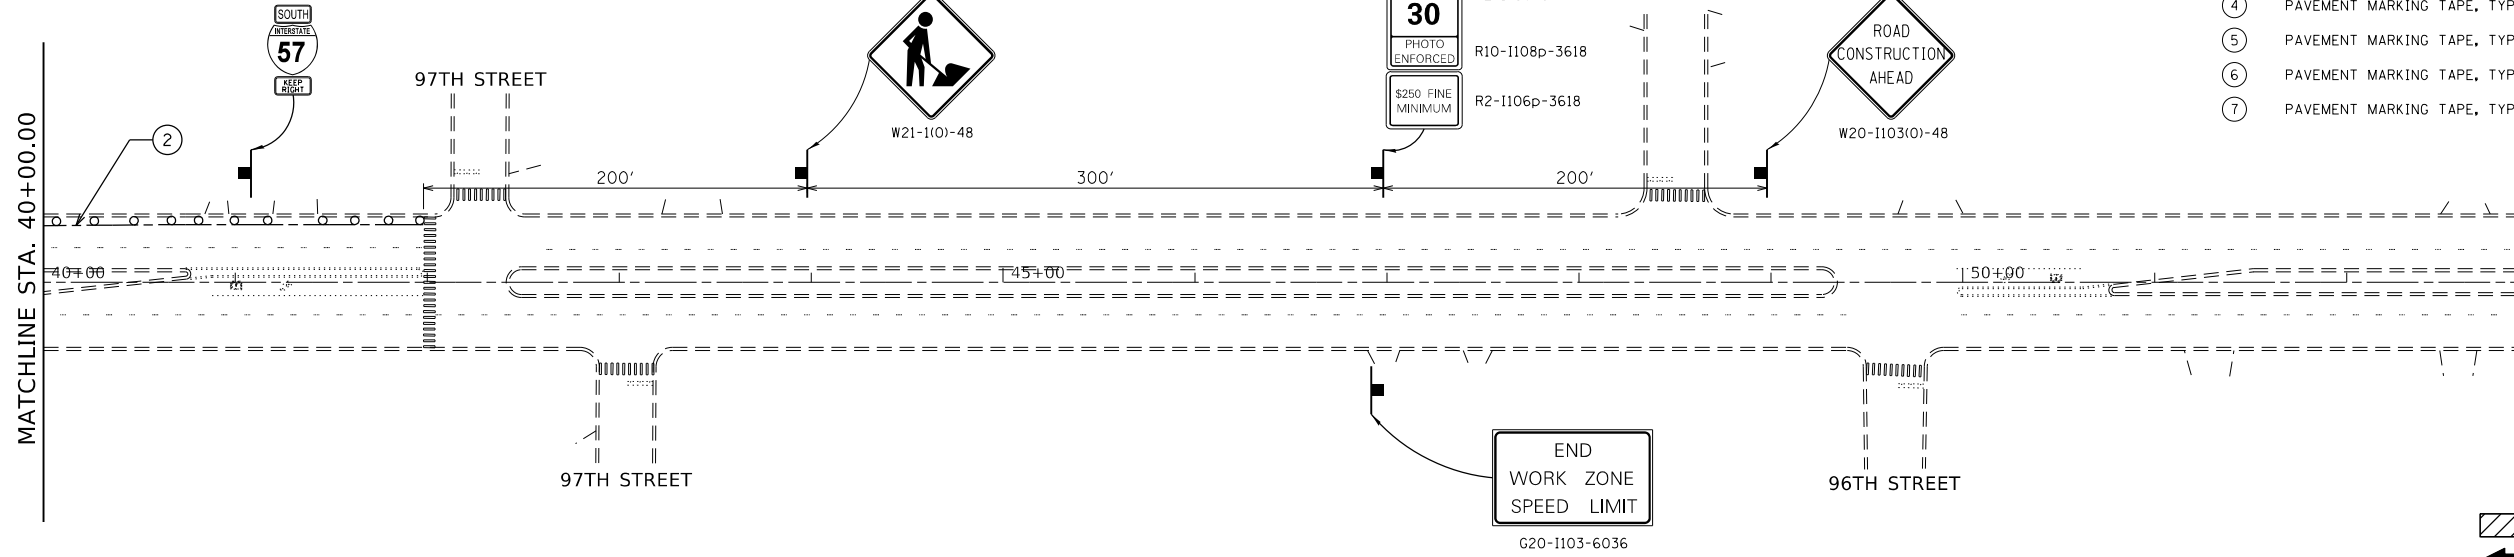 SOUTH
INTERSTATE
57
KEEP
RIGHT
97TH STREET
W21-1(O)-48
30
PHOTO
ENFORCED
R10-I108p-3618
$250 FINE
MINIMUM
R2-I106p-3618
ROAD
CONSTRUCTION
AHEAD
W20-I103(O)-48
4 PAVEMENT MARKING TAPE, TYP
5 PAVEMENT MARKING TAPE, TYP
6 PAVEMENT MARKING TAPE, TYP
7 PAVEMENT MARKING TAPE, TYP
MATCHLINE STA. 40+00.00
2
200'
300'
200'
40+00
45+00
50+00
97TH STREET
END
WORK ZONE
SPEED LIMIT
G20-I103-6036
96TH STREET